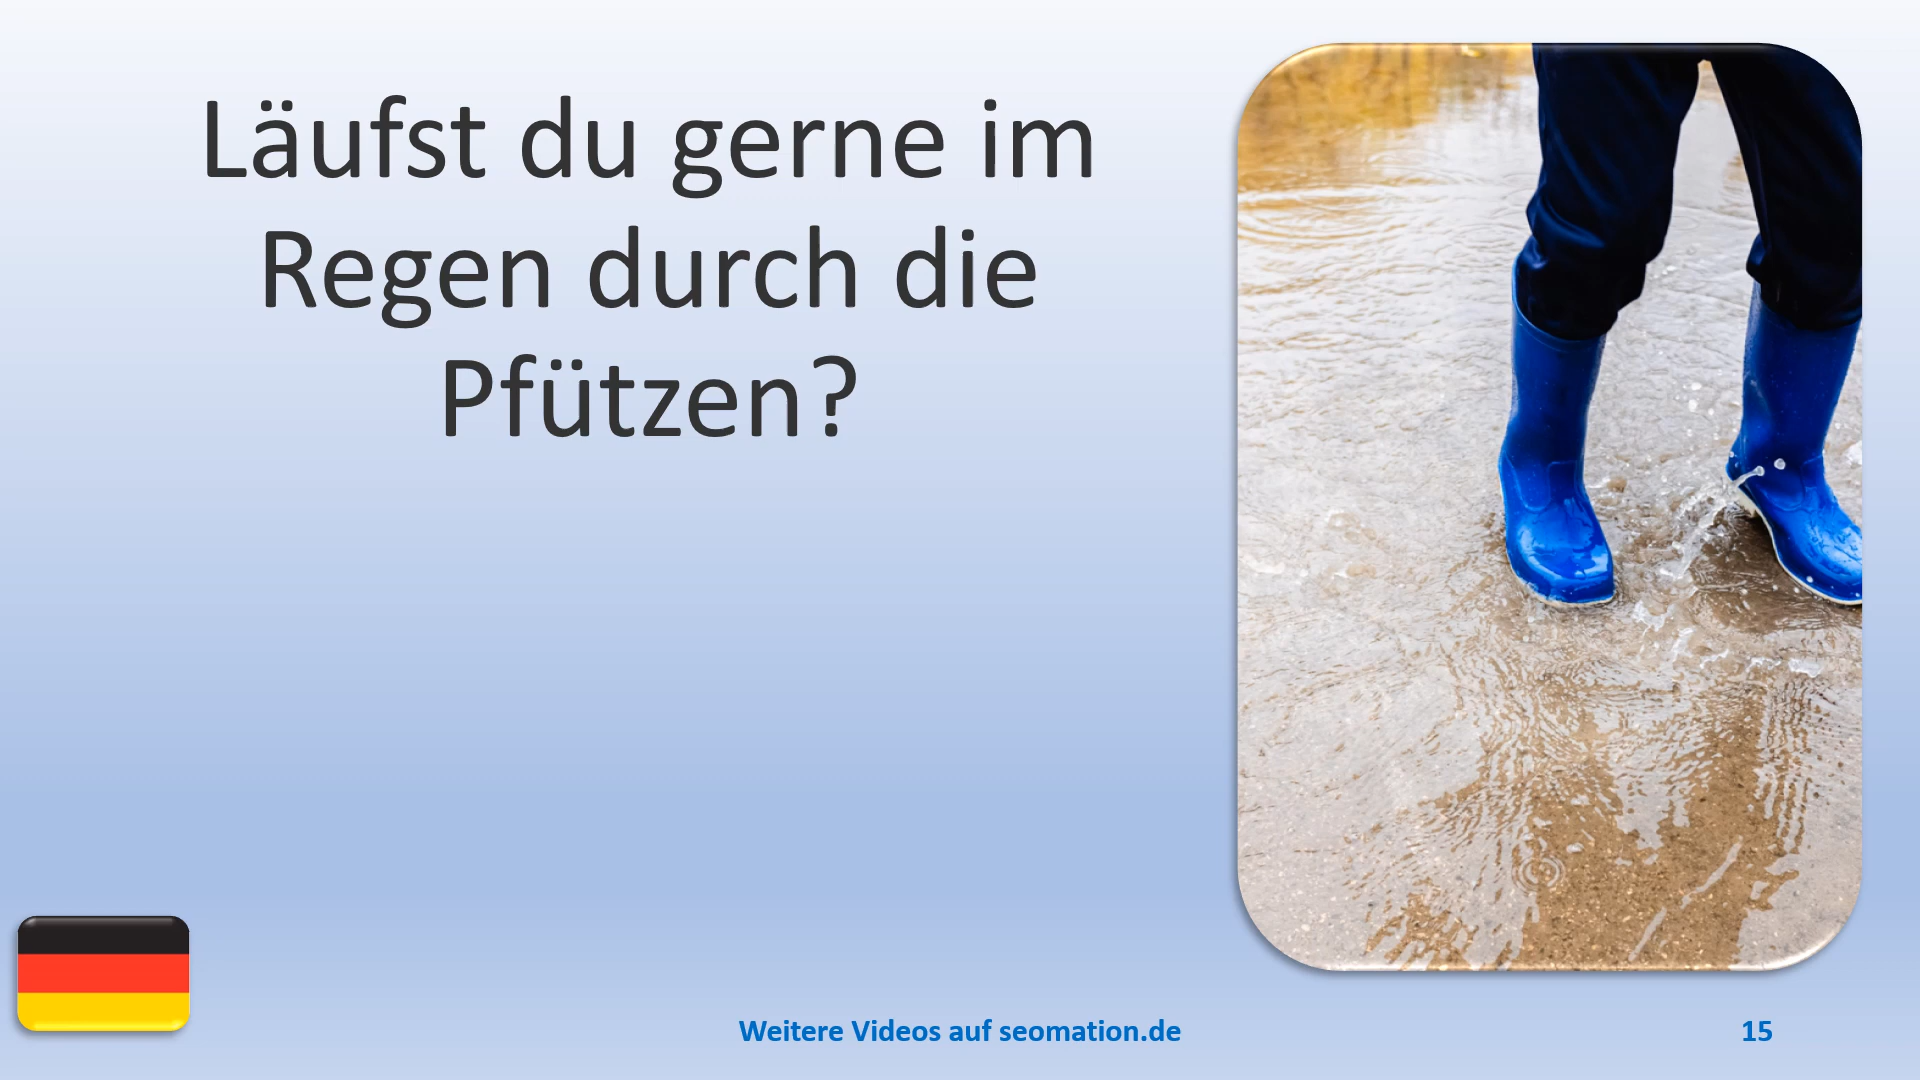 Läufst du gerne im
Regen durch die
Pfützen?
Weitere Videos auf seomation.de
15